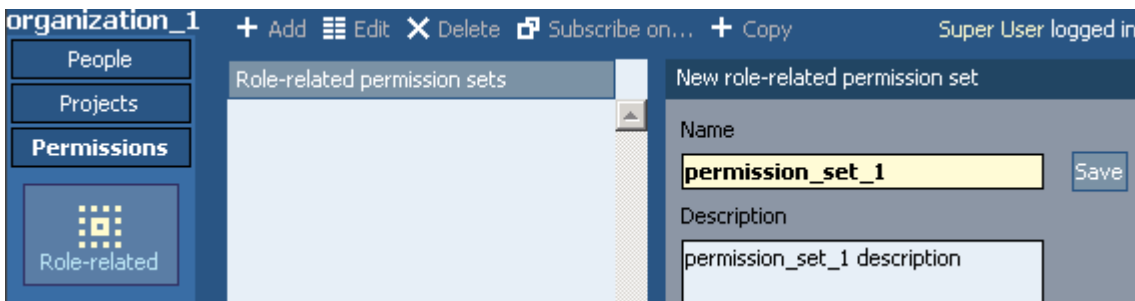 organization_1
Add Edit Delete Subscribe on... Copy
Super User logged in
People
Projects
Permissions
Role-related
Role-related permission sets
New role-related permission set
Name
permission_set_1
Save
Description
permission_set_1 description